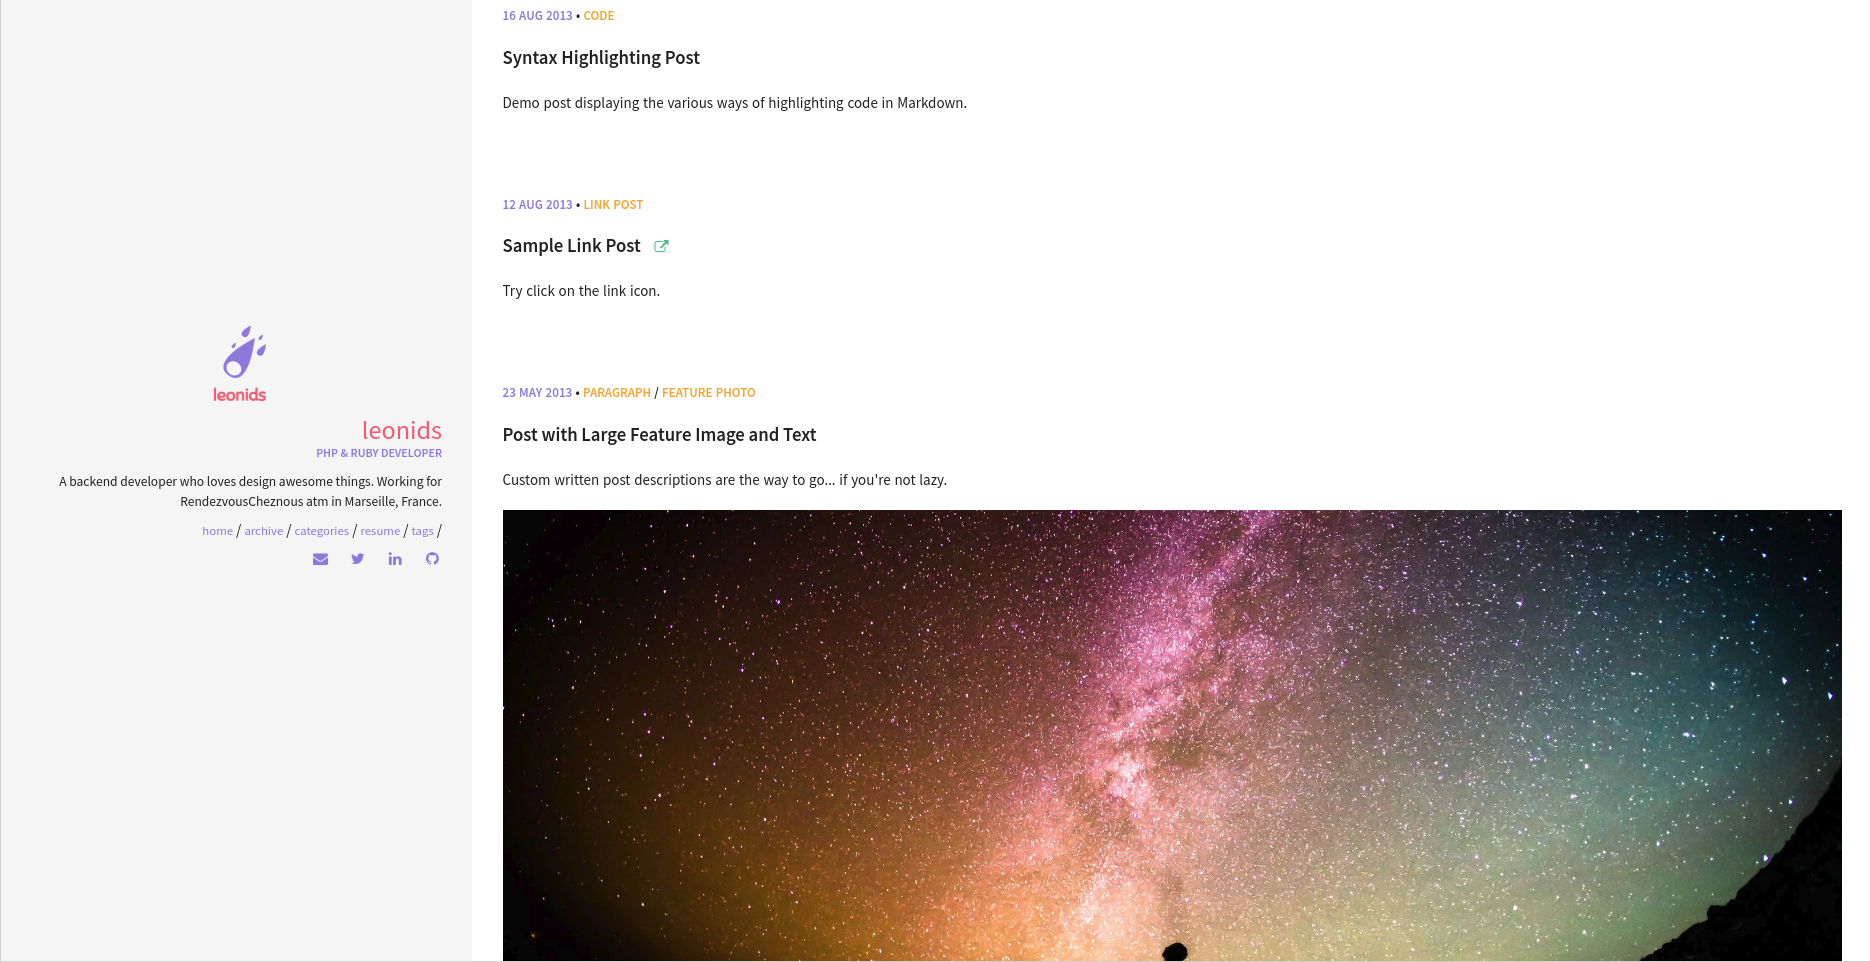 leonids
leonids
PHP & RUBY DEVELOPER
A backend developer who loves design awesome things. Working for
RendezvousCheznous atm in Marseille, France.
home / archive / categories / resume / tags /
16 AUG 2013 • CODE
Syntax Highlighting Post
Demo post displaying the various ways of highlighting code in Markdown.
12 AUG 2013 • LINK POST
Sample Link Post
Try click on the link icon.
23 MAY 2013 • PARAGRAPH / FEATURE PHOTO
Post with Large Feature Image and Text
Custom written post descriptions are the way to go... if you're not lazy.